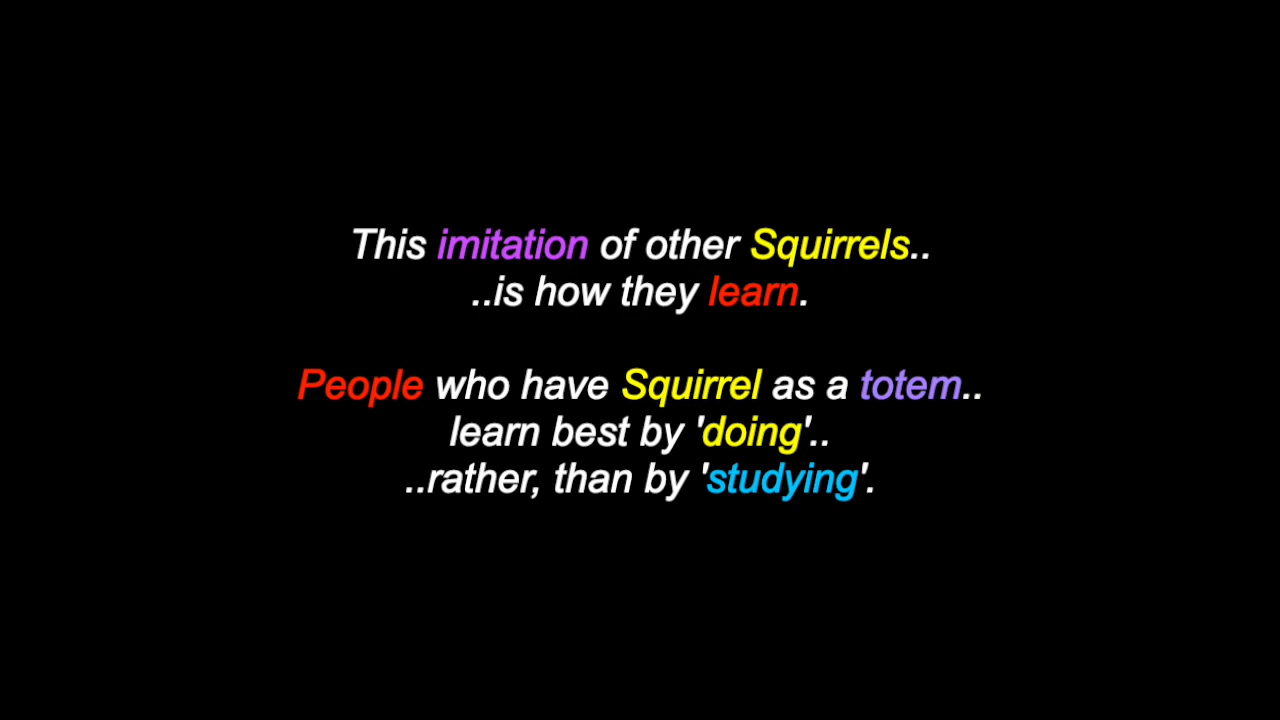 This imitation of other Squirrels..
..is how they learn.
People who have Squirrel as a totem..
learn best by 'doing'..
..rather, than by 'studying'.